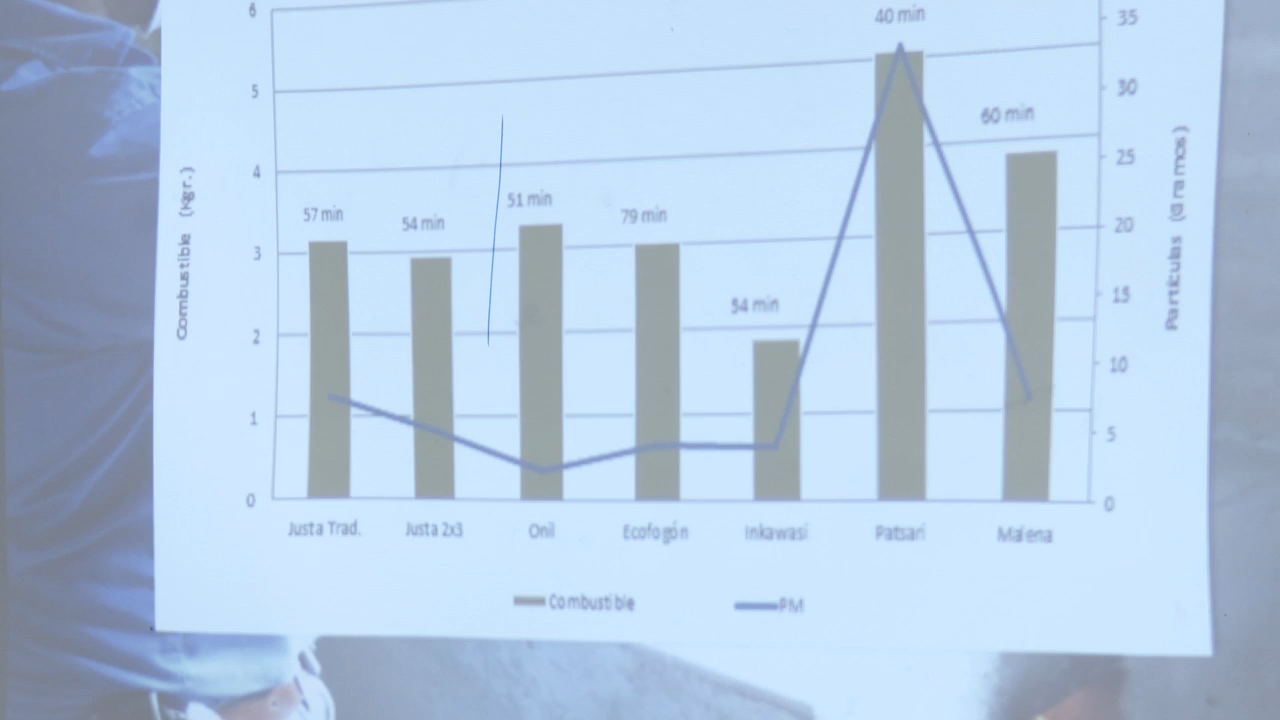 40 min
60 min
57 min
54 min
51 min
79 min
54 min
Combustible (Kgr.)
6
5
4
3
2
1
0
35
30
25
20
15
10
5
0
Partículas (Gramos)
Justa Trad.
Justa 2x3
Onil
Ecofogón
Inkawasi
Patsari
Malena
Combustible
PM